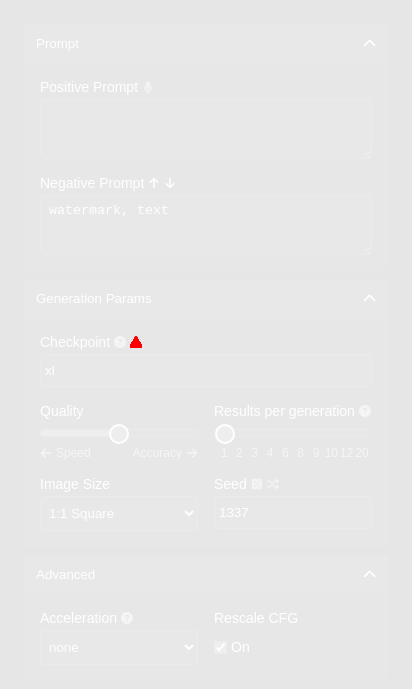 Prompt
Positive Prompt
Negative Prompt
watermark, text
Generation Params
Checkpoint
xl
Quality
Results per generation
Speed
Accuracy
1 2 3 4 6 8 9 10 12 20
Image Size
Seed
1:1 Square
1337
Advanced
Acceleration
Rescale CFG
none
On